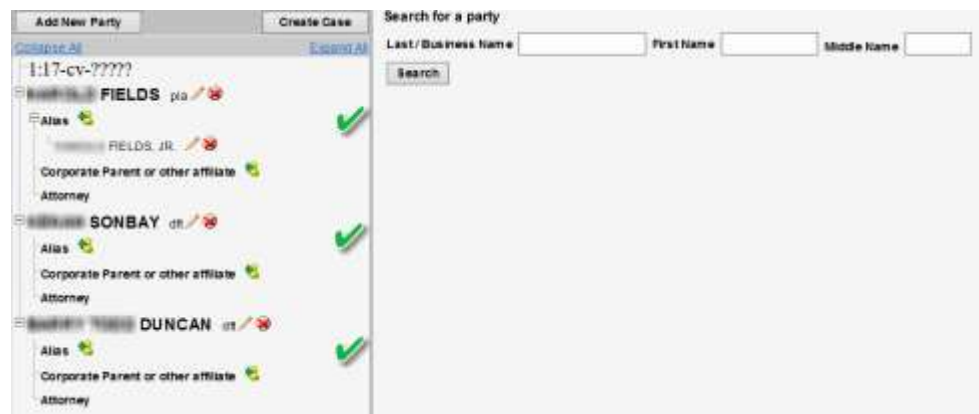 Add New Party Create Case
Collapse All Expand All
1:17-cv-?????
FIELDS pla
Alias
FIELDS, JR.
Corporate Parent or other affiliate
Attorney
SONBAY dft
Alias
Corporate Parent or other affiliate
Attorney
DUNCAN dft
Alias
Corporate Parent or other affiliate
Attorney
Search for a party
Last/Business Name First Name Middle Name
Search